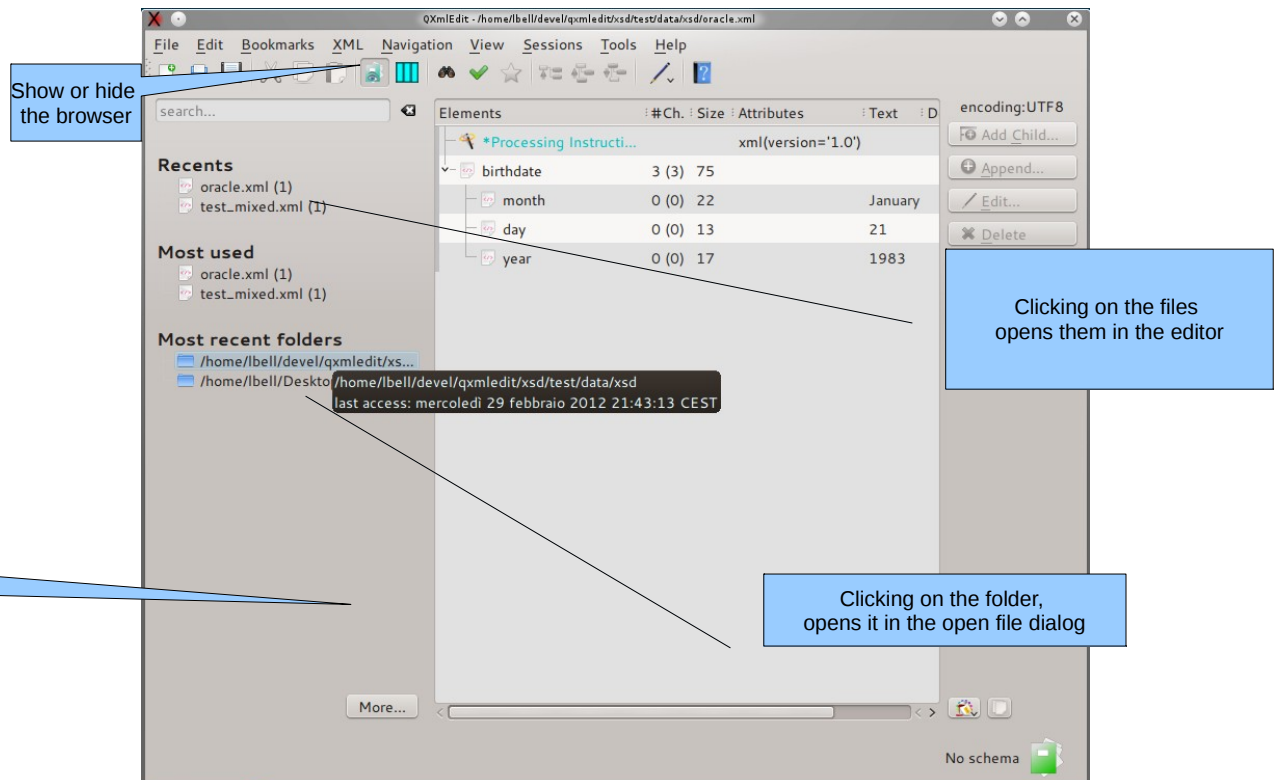 QXmlEdit - /home/lbell/devel/qxmledit/xsd/test/data/xsd/oracle.xml
File Edit Bookmarks XML Navigation View Sessions Tools Help
Show or hide
the browser
search...
Recents
oracle.xml (1)
test_mixed.xml (1)
Most used
oracle.xml (1)
test_mixed.xml (1)
Most recent folders
/home/lbell/devel/qxmledit/xs...
/home/lbell/Deskto
/home/lbell/devel/qxmledit/xsd/test/data/xsd
last access: mercoledì 29 febbraio 2012 21:43:13 CEST
More...
Elements #Ch. Size Attributes Text D
*Processing Instructi... xml(version='1.0')
birthdate 3 (3) 75
month 0 (0) 22 January
day 0 (0) 13 21
year 0 (0) 17 1983
encoding:UTF8
Add Child...
Append...
Edit...
Delete
Clicking on the files
opens them in the editor
Clicking on the folder,
opens it in the open file dialog
No schema